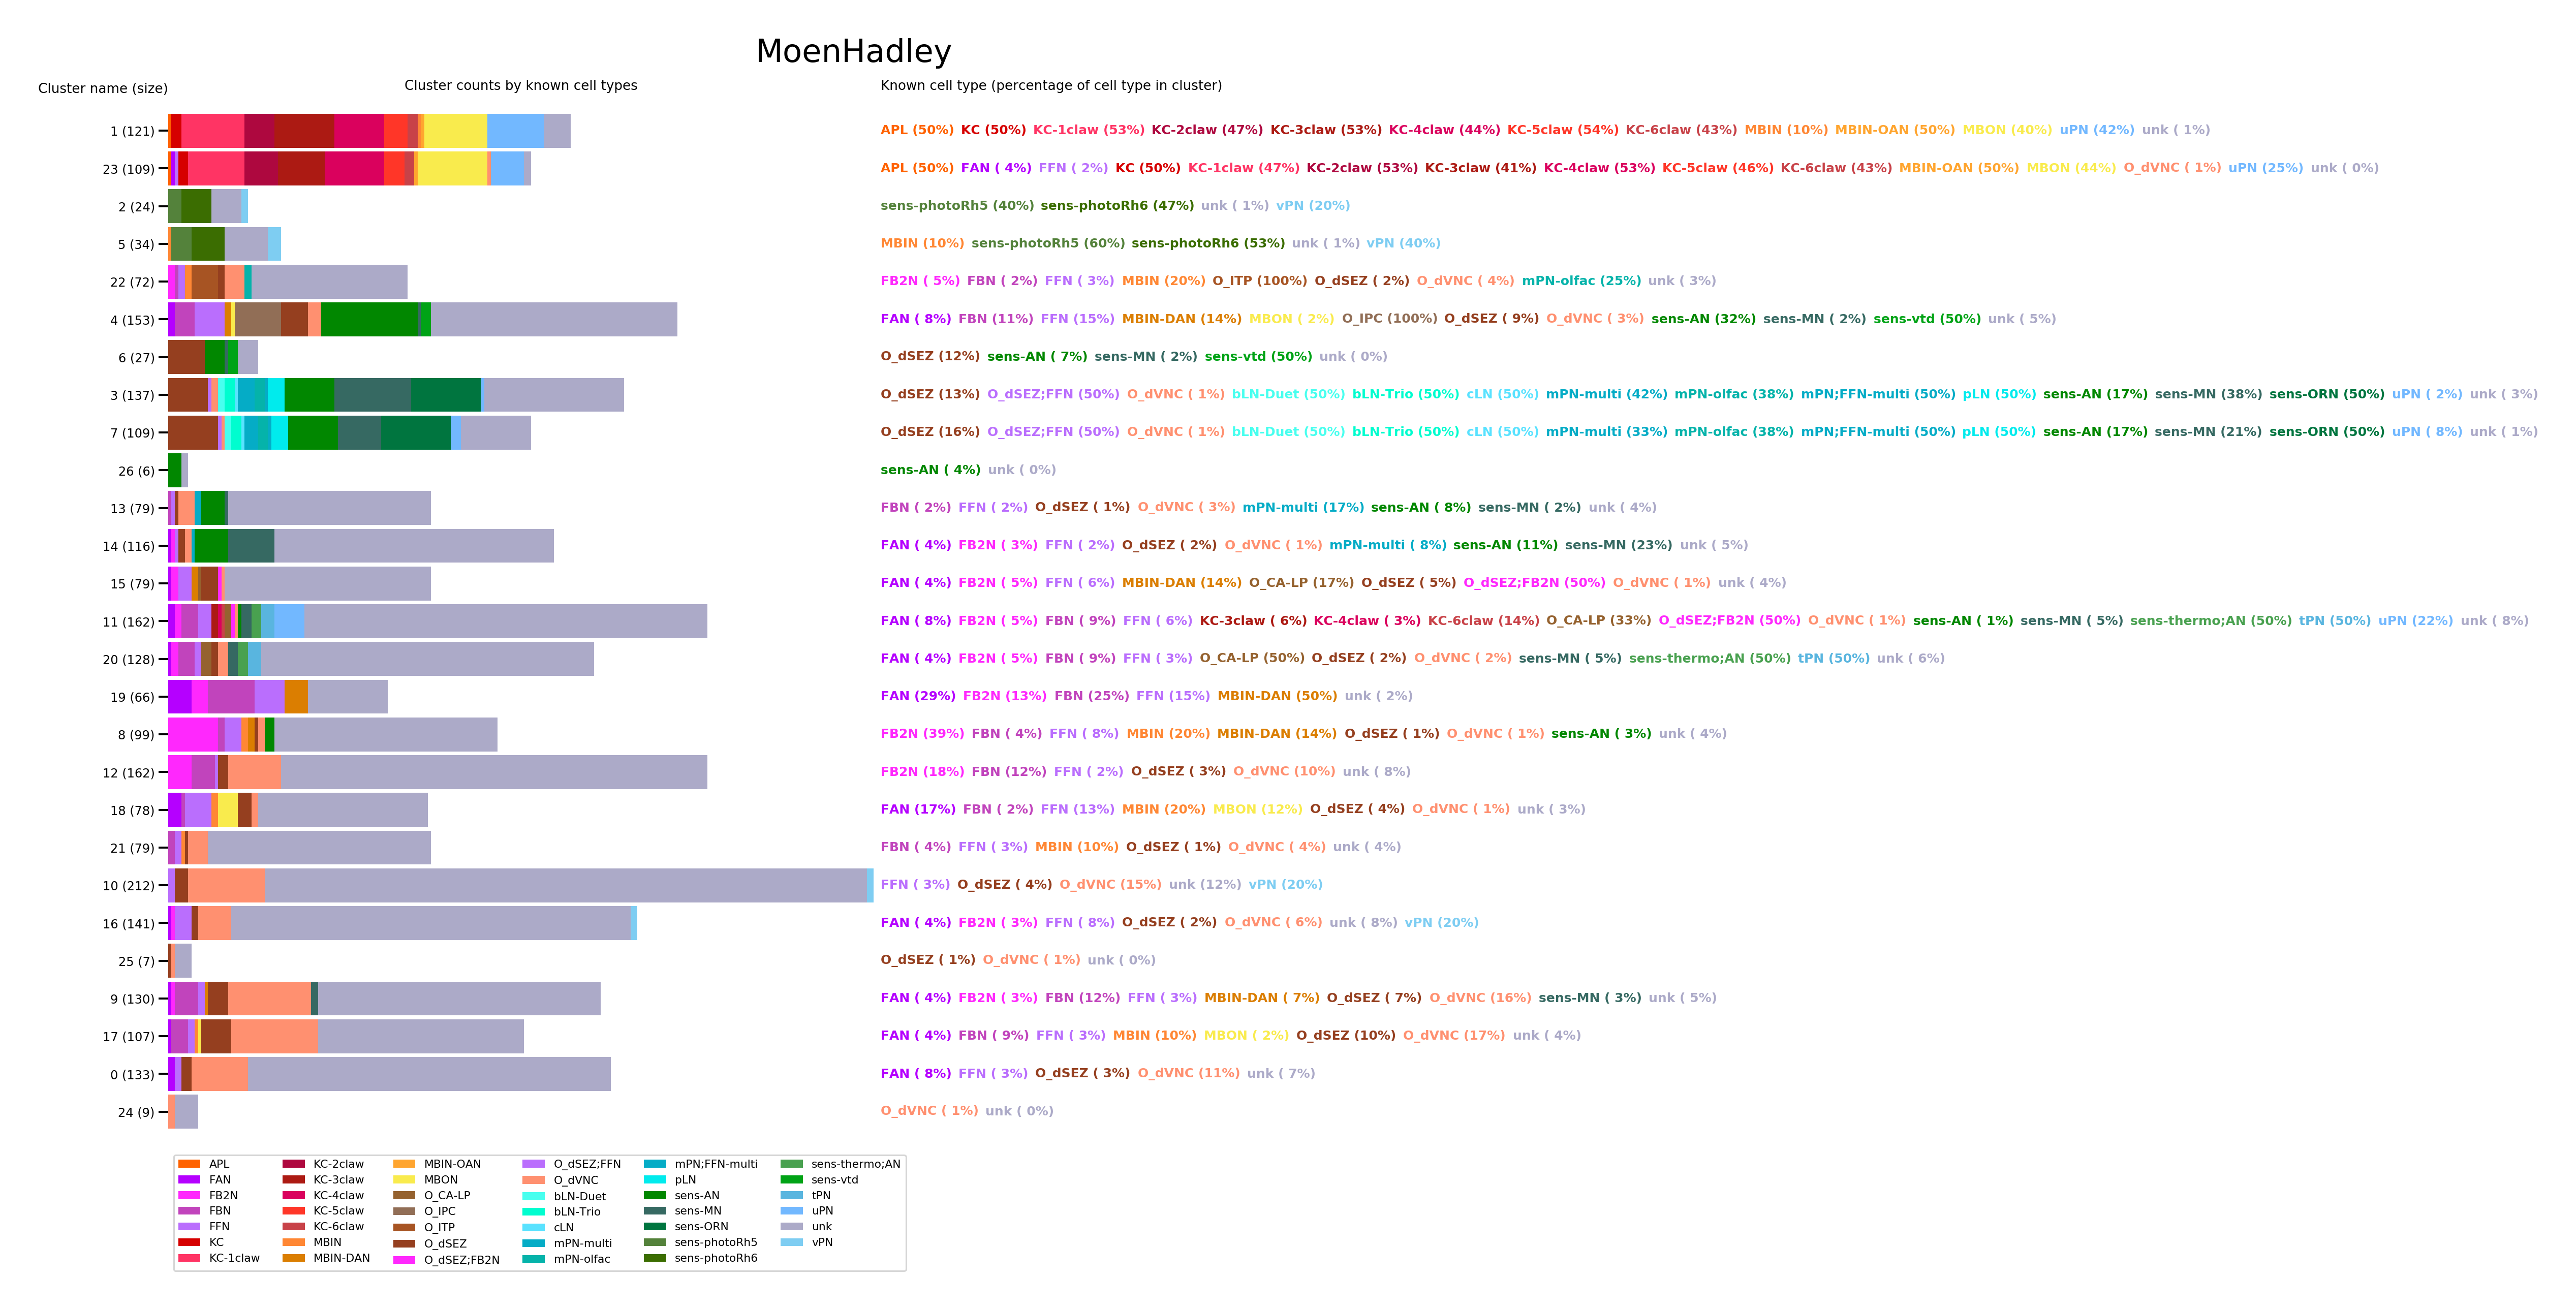 MoenHadley
Cluster name (size) Cluster counts by known cell types Known cell type (percentage of cell type in cluster)
1 (121) APL (50%) KC (50%) KC-1claw (53%) KC-2claw (47%) KC-3claw (53%) KC-4claw (44%) KC-5claw (54%) KC-6claw (43%) MBIN (10%) MBIN-OAN (50%) MBON (40%) uPN (42%) unk ( 1%)
23 (109) APL (50%) FAN ( 4%) FFN ( 2%) KC (50%) KC-1claw (47%) KC-2claw (53%) KC-3claw (41%) KC-4claw (53%) KC-5claw (46%) KC-6claw (43%) MBIN-OAN (50%) MBON (44%) O_dVNC ( 1%) uPN (25%) unk ( 0%)
2 (24) sens-photoRh5 (40%) sens-photoRh6 (47%) unk ( 1%) vPN (20%)
5 (34) MBIN (10%) sens-photoRh5 (60%) sens-photoRh6 (53%) unk ( 1%) vPN (40%)
22 (72) FB2N ( 5%) FBN ( 2%) FFN ( 3%) MBIN (20%) O_ITP (100%) O_dSEZ ( 2%) O_dVNC ( 4%) mPN-olfac (25%) unk ( 3%)
4 (153) FAN ( 8%) FBN (11%) FFN (15%) MBIN-DAN (14%) MBON ( 2%) O_IPC (100%) O_dSEZ ( 9%) O_dVNC ( 3%) sens-AN (32%) sens-MN ( 2%) sens-vtd (50%) unk ( 5%)
6 (27) O_dSEZ (12%) sens-AN ( 7%) sens-MN ( 2%) sens-vtd (50%) unk ( 0%)
3 (137) O_dSEZ (13%) O_dSEZ;FFN (50%) O_dVNC ( 1%) bLN-Duet (50%) bLN-Trio (50%) cLN (50%) mPN-multi (42%) mPN-olfac (38%) mPN;FFN-multi (50%) pLN (50%) sens-AN (17%) sens-MN (38%) sens-ORN (50%) uPN ( 2%) unk ( 3%)
7 (109) O_dSEZ (16%) O_dSEZ;FFN (50%) O_dVNC ( 1%) bLN-Duet (50%) bLN-Trio (50%) cLN (50%) mPN-multi (33%) mPN-olfac (38%) mPN;FFN-multi (50%) pLN (50%) sens-AN (17%) sens-MN (21%) sens-ORN (50%) uPN ( 8%) unk ( 1%)
26 (6) sens-AN ( 4%) unk ( 0%)
13 (79) FBN ( 2%) FFN ( 2%) O_dSEZ ( 1%) O_dVNC ( 3%) mPN-multi (17%) sens-AN ( 8%) sens-MN ( 2%) unk ( 4%)
14 (116) FAN ( 4%) FB2N ( 3%) FFN ( 2%) O_dSEZ ( 2%) O_dVNC ( 1%) mPN-multi ( 8%) sens-AN (11%) sens-MN (23%) unk ( 5%)
15 (79) FAN ( 4%) FB2N ( 5%) FFN ( 6%) MBIN-DAN (14%) O_CA-LP (17%) O_dSEZ ( 5%) O_dSEZ;FB2N (50%) O_dVNC ( 1%) unk ( 4%)
11 (162) FAN ( 8%) FB2N ( 5%) FBN ( 9%) FFN ( 6%) KC-3claw ( 6%) KC-4claw ( 3%) KC-6claw (14%) O_CA-LP (33%) O_dSEZ;FB2N (50%) O_dVNC ( 1%) sens-AN ( 1%) sens-MN ( 5%) sens-thermo;AN (50%) tPN (50%) uPN (22%) unk ( 8%)
20 (128) FAN ( 4%) FB2N ( 5%) FBN ( 9%) FFN ( 3%) O_CA-LP (50%) O_dSEZ ( 2%) O_dVNC ( 2%) sens-MN ( 5%) sens-thermo;AN (50%) tPN (50%) unk ( 6%)
19 (66) FAN (29%) FB2N (13%) FBN (25%) FFN (15%) MBIN-DAN (50%) unk ( 2%)
8 (99) FB2N (39%) FBN ( 4%) FFN ( 8%) MBIN (20%) MBIN-DAN (14%) O_dSEZ ( 1%) O_dVNC ( 1%) sens-AN ( 3%) unk ( 4%)
12 (162) FB2N (18%) FBN (12%) FFN ( 2%) O_dSEZ ( 3%) O_dVNC (10%) unk ( 8%)
18 (78) FAN (17%) FBN ( 2%) FFN (13%) MBIN (20%) MBON (12%) O_dSEZ ( 4%) O_dVNC ( 1%) unk ( 3%)
21 (79) FBN ( 4%) FFN ( 3%) MBIN (10%) O_dSEZ ( 1%) O_dVNC ( 4%) unk ( 4%)
10 (212) FFN ( 3%) O_dSEZ ( 4%) O_dVNC (15%) unk (12%) vPN (20%)
16 (141) FAN ( 4%) FB2N ( 3%) FFN ( 8%) O_dSEZ ( 2%) O_dVNC ( 6%) unk ( 8%) vPN (20%)
25 (7) O_dSEZ ( 1%) O_dVNC ( 1%) unk ( 0%)
9 (130) FAN ( 4%) FB2N ( 3%) FBN (12%) FFN ( 3%) MBIN-DAN ( 7%) O_dSEZ ( 7%) O_dVNC (16%) sens-MN ( 3%) unk ( 5%)
17 (107) FAN ( 4%) FBN ( 9%) FFN ( 3%) MBIN (10%) MBON ( 2%) O_dSEZ (10%) O_dVNC (17%) unk ( 4%)
0 (133) FAN ( 8%) FFN ( 3%) O_dSEZ ( 3%) O_dVNC (11%) unk ( 7%)
24 (9) O_dVNC ( 1%) unk ( 0%)
APL KC-2claw MBIN-OAN O_dSEZ;FFN mPN;FFN-multi sens-thermo;AN
FAN KC-3claw MBON O_dVNC pLN sens-vtd
FB2N KC-4claw O_CA-LP bLN-Duet sens-AN tPN
FBN KC-5claw O_IPC bLN-Trio sens-MN uPN
FFN KC-6claw O_ITP cLN sens-ORN unk
KC MBIN O_dSEZ mPN-multi sens-photoRh5 vPN
KC-1claw MBIN-DAN O_dSEZ;FB2N mPN-olfac sens-photoRh6